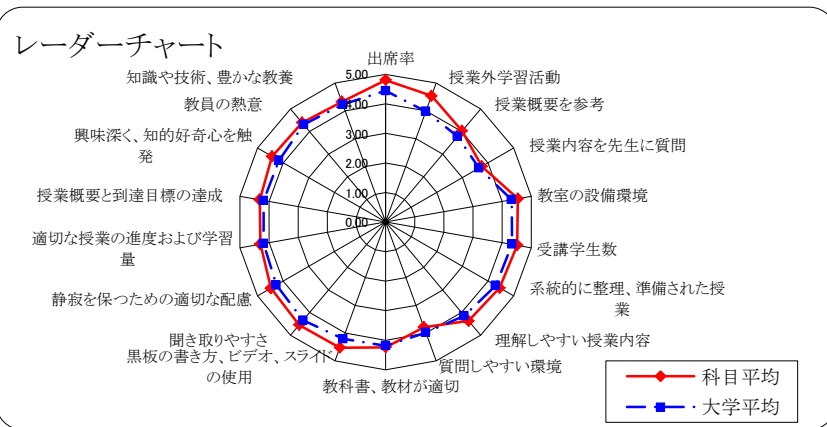 レーダーチャート
出席率
授業外学習活動
授業概要を参考
授業内容を先生に質問
教室の設備環境
受講学生数
系統的に整理、準備された授
業
理解しやすい授業内容
質問しやすい環境
教科書、教材が適切
黒板の書き方、ビデオ、スライド
の使用
聞き取りやすさ
静寂を保つための適切な配慮
適切な授業の進度および学習
量
授業概要と到達目標の達成
興味深く、知的好奇心を触
発
教員の熱意
知識や技術、豊かな教養
5.00
4.00
3.00
2.00
1.00
0.00
科目平均
大学平均